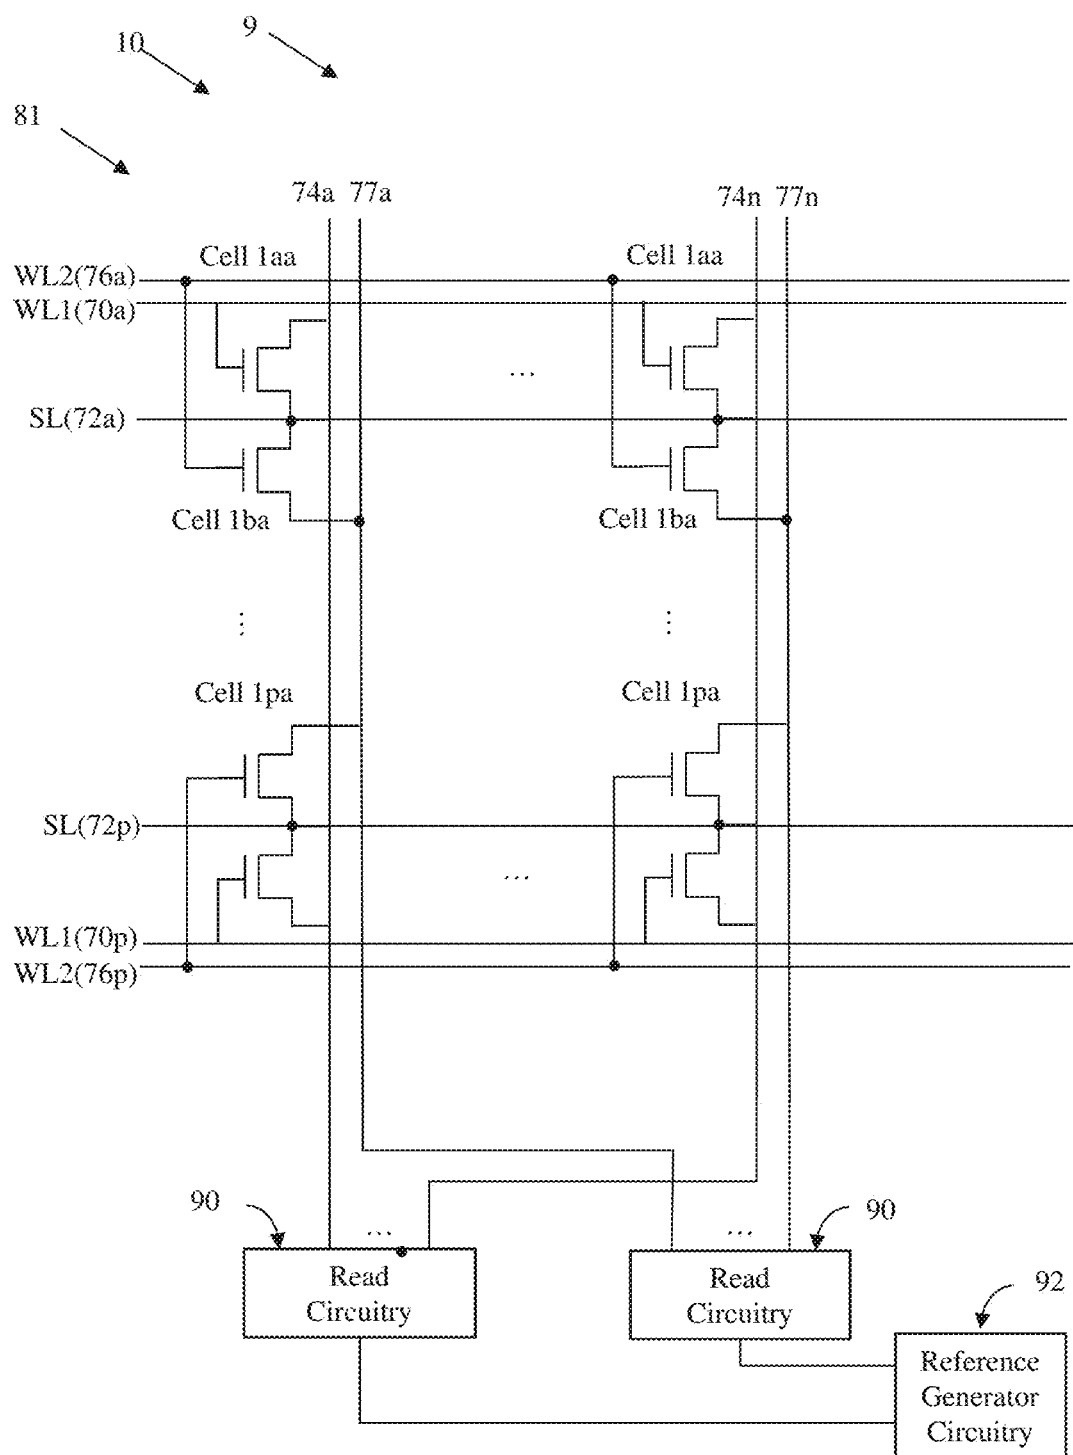 9
10
81
74a 77a
74n 77n
Cell 1aa
Cell 1aa
WL2(76a)
WL1(70a)
...
SL(72a)
Cell 1ba
Cell 1ba
...
...
Cell 1pa
Cell 1pa
SL(72p)
...
WL1(70p)
WL2(76p)
90
90
...
...
Read
Circuitry
Read
Circuitry
92
Reference
Generator
Circuitry